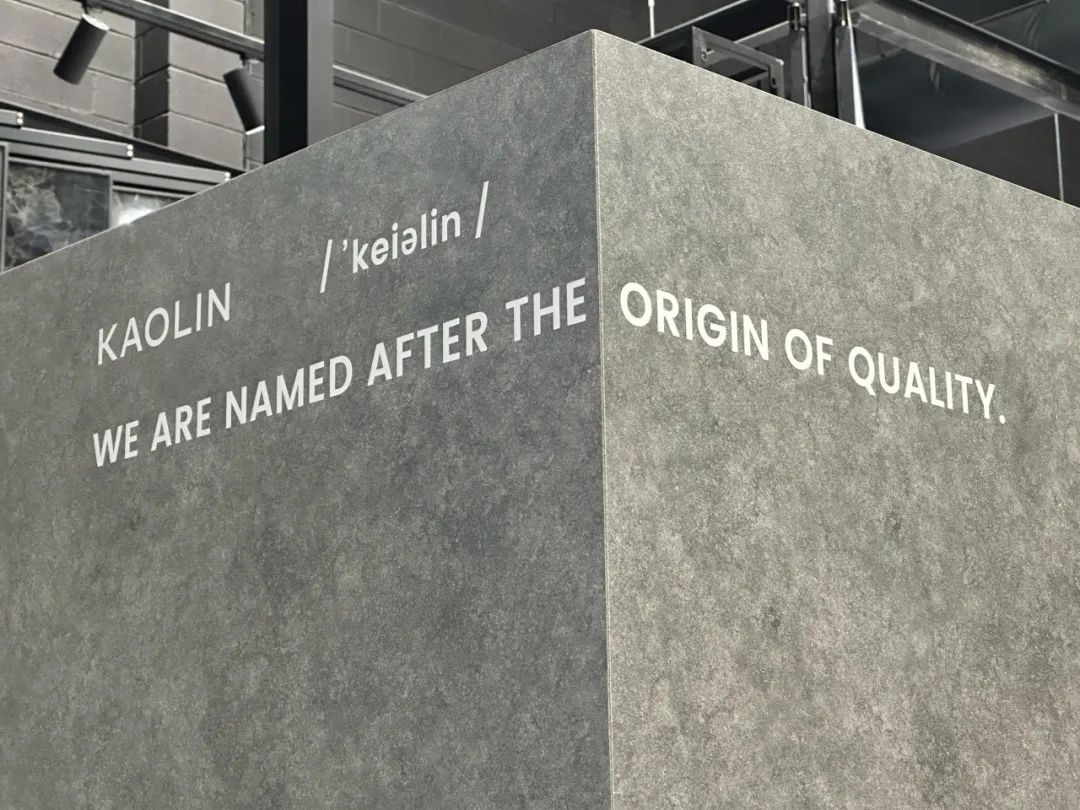 KAOLIN /ˈkeiəlin /
WE ARE NAMED AFTER THE ORIGIN OF QUALITY.